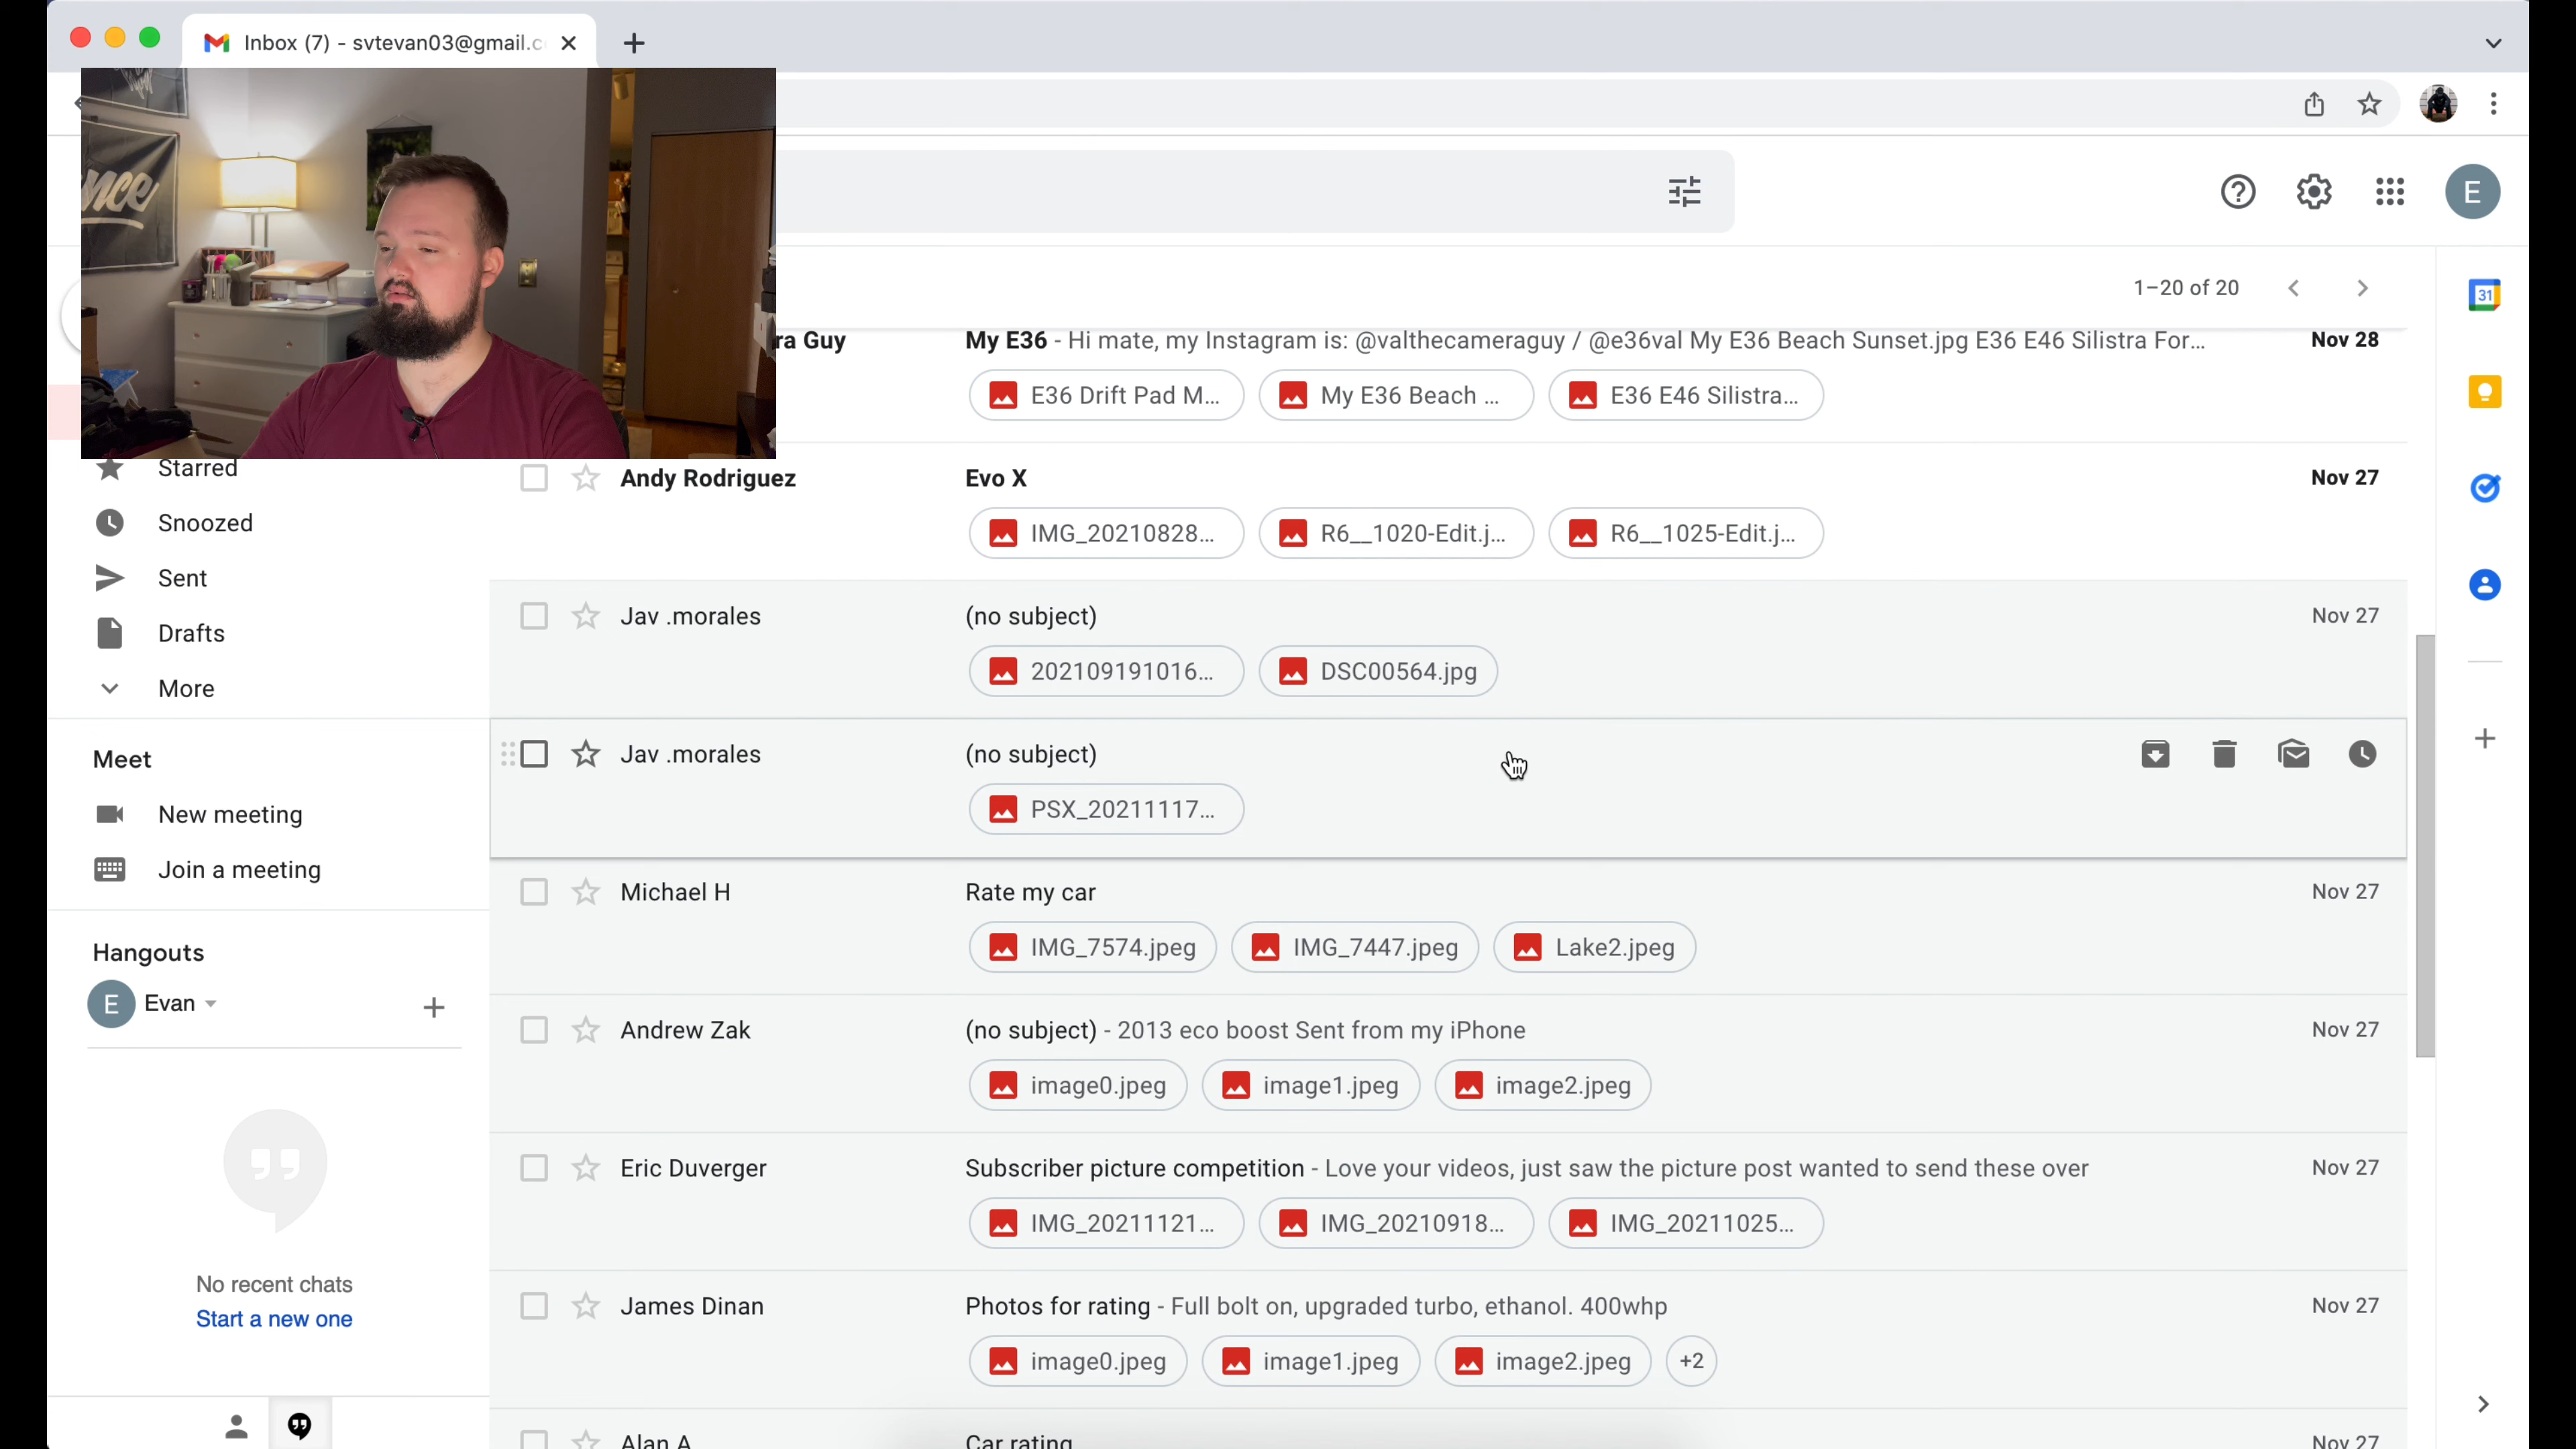 Inbox (7) - svtevan03@gmail.c
1–20 of 20
ra Guy My E36 - Hi mate, my Instagram is: @valthecameraguy / @e36val My E36 Beach Sunset.jpg E36 E46 Silistra For... Nov 28
E36 Drift Pad M... My E36 Beach ... E36 E46 Silistra...
Andy Rodriguez Evo X Nov 27
IMG_20210828... R6__1020-Edit.j... R6__1025-Edit.j...
Jav .morales (no subject) Nov 27
202109191016... DSC00564.jpg
Jav .morales (no subject)
PSX_20211117...
Michael H Rate my car Nov 27
IMG_7574.jpeg IMG_7447.jpeg Lake2.jpeg
Andrew Zak (no subject) - 2013 eco boost Sent from my iPhone Nov 27
image0.jpeg image1.jpeg image2.jpeg
Eric Duverger Subscriber picture competition - Love your videos, just saw the picture post wanted to send these over Nov 27
IMG_20211121... IMG_20210918... IMG_20211025...
James Dinan Photos for rating - Full bolt on, upgraded turbo, ethanol. 400whp Nov 27
image0.jpeg image1.jpeg image2.jpeg +2
Alan A Car rating Nov 27
Starred
Snoozed
Sent
Drafts
More
Meet
New meeting
Join a meeting
Hangouts
E Evan
No recent chats
Start a new one
E
31